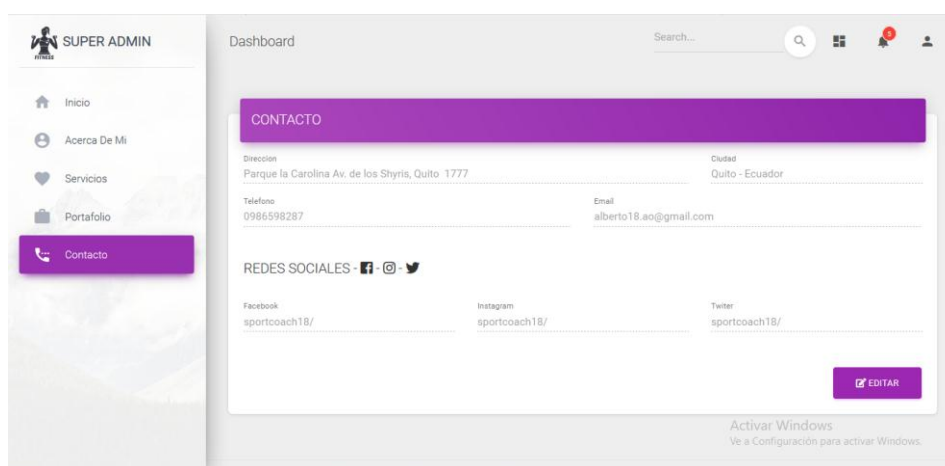 FITNESS
SUPER ADMIN
Inicio
Acerca De Mi
Servicios
Portafolio
Contacto
Dashboard
Search...
5
CONTACTO
Direccion
Parque la Carolina Av. de los Shyris, Quito 1777
Ciudad
Quito - Ecuador
Telefono
0986598287
Email
alberto18.ao@gmail.com
REDES SOCIALES - - -
Facebook
sportcoach18/
Instagram
sportcoach18/
Twiter
sportcoach18/
EDITAR
Activar Windows
Ve a Configuración para activar Windows.